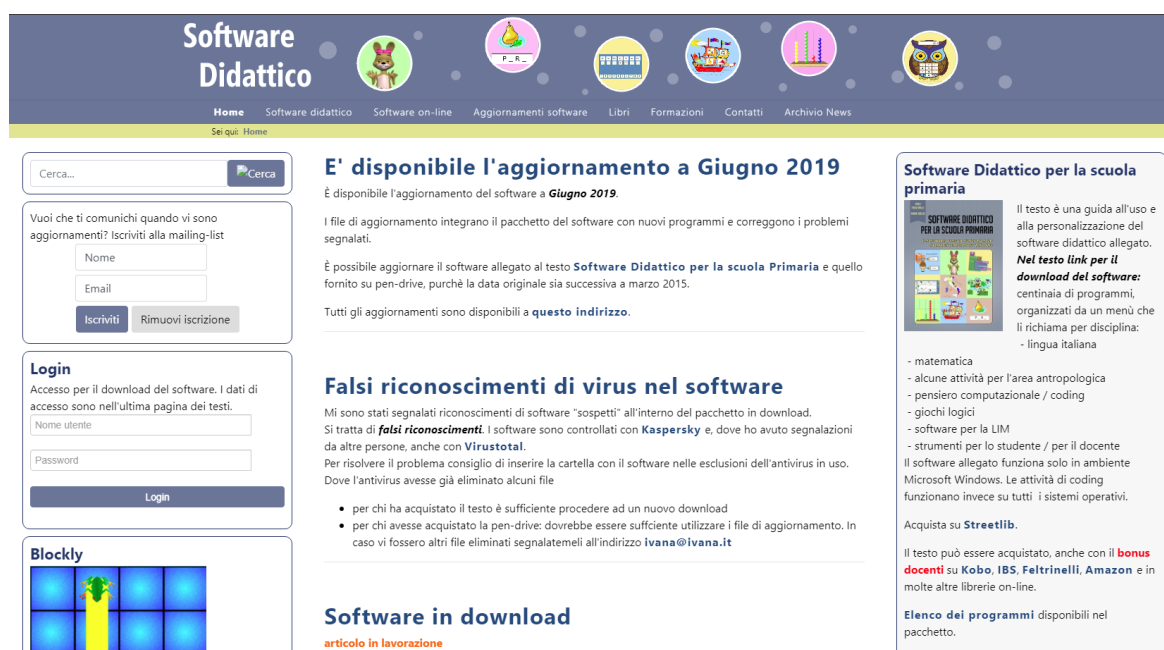 Software
Didattico
P _ R _
Home Software didattico Software on-line Aggiornamenti software Libri Formazioni Contatti Archivio News
Sei qui: Home
Cerca...
Cerca
Vuoi che ti comunichi quando vi sono
aggiornamenti? Iscriviti alla mailing-list
Nome
Email
Iscriviti Rimuovi iscrizione
Login
Accesso per il download del software. I dati di
accesso sono nell'ultima pagina dei testi.
Nome utente
Password
Login
Blockly
E' disponibile l'aggiornamento a Giugno 2019
È disponibile l'aggiornamento del software a Giugno 2019.
I file di aggiornamento integrano il pacchetto del software con nuovi programmi e correggono i problemi
segnalati.
È possibile aggiornare il software allegato al testo Software Didattico per la scuola Primaria e quello
fornito su pen-drive, purchè la data originale sia successiva a marzo 2015.
Tutti gli aggiornamenti sono disponibili a questo indirizzo.
Falsi riconoscimenti di virus nel software
Mi sono stati segnalati riconoscimenti di software "sospetti" all'interno del pacchetto in download.
Si tratta di falsi riconoscimenti. I software sono controllati con Kaspersky e, dove ho avuto segnalazioni
da altre persone, anche con Virustotal.
Per risolvere il problema consiglio di inserire la cartella con il software nelle esclusioni dell'antivirus in uso.
Dove l'antivirus avesse già eliminato alcuni file
per chi ha acquistato il testo è sufficiente procedere ad un nuovo download
per chi avesse acquistato la pen-drive: dovrebbe essere suffciente utilizzare i file di aggiornamento. In
caso vi fossero altri file eliminati segnalatemeli all'indirizzo ivana@ivana.it
Software in download
articolo in lavorazione
Software Didattico per la scuola
primaria
SOFTWARE DIDATTICO
PER LA SCUOLA PRIMARIA
Il testo è una guida all'uso e
alla personalizzazione del
software didattico allegato.
Nel testo link per il
download del software:
centinaia di programmi,
organizzati da un menù che
li richiama per disciplina:
- lingua italiana
- matematica
- alcune attività per l'area antropologica
- pensiero computazionale / coding
- giochi logici
- software per la LIM
- strumenti per lo studente / per il docente
Il software allegato funziona solo in ambiente
Microsoft Windows. Le attività di coding
funzionano invece su tutti i sistemi operativi.
Acquista su Streetlib.
Il testo può essere acquistato, anche con il bonus
docenti su Kobo, IBS, Feltrinelli, Amazon e in
molte altre librerie on-line.
Elenco dei programmi disponibili nel
pacchetto.